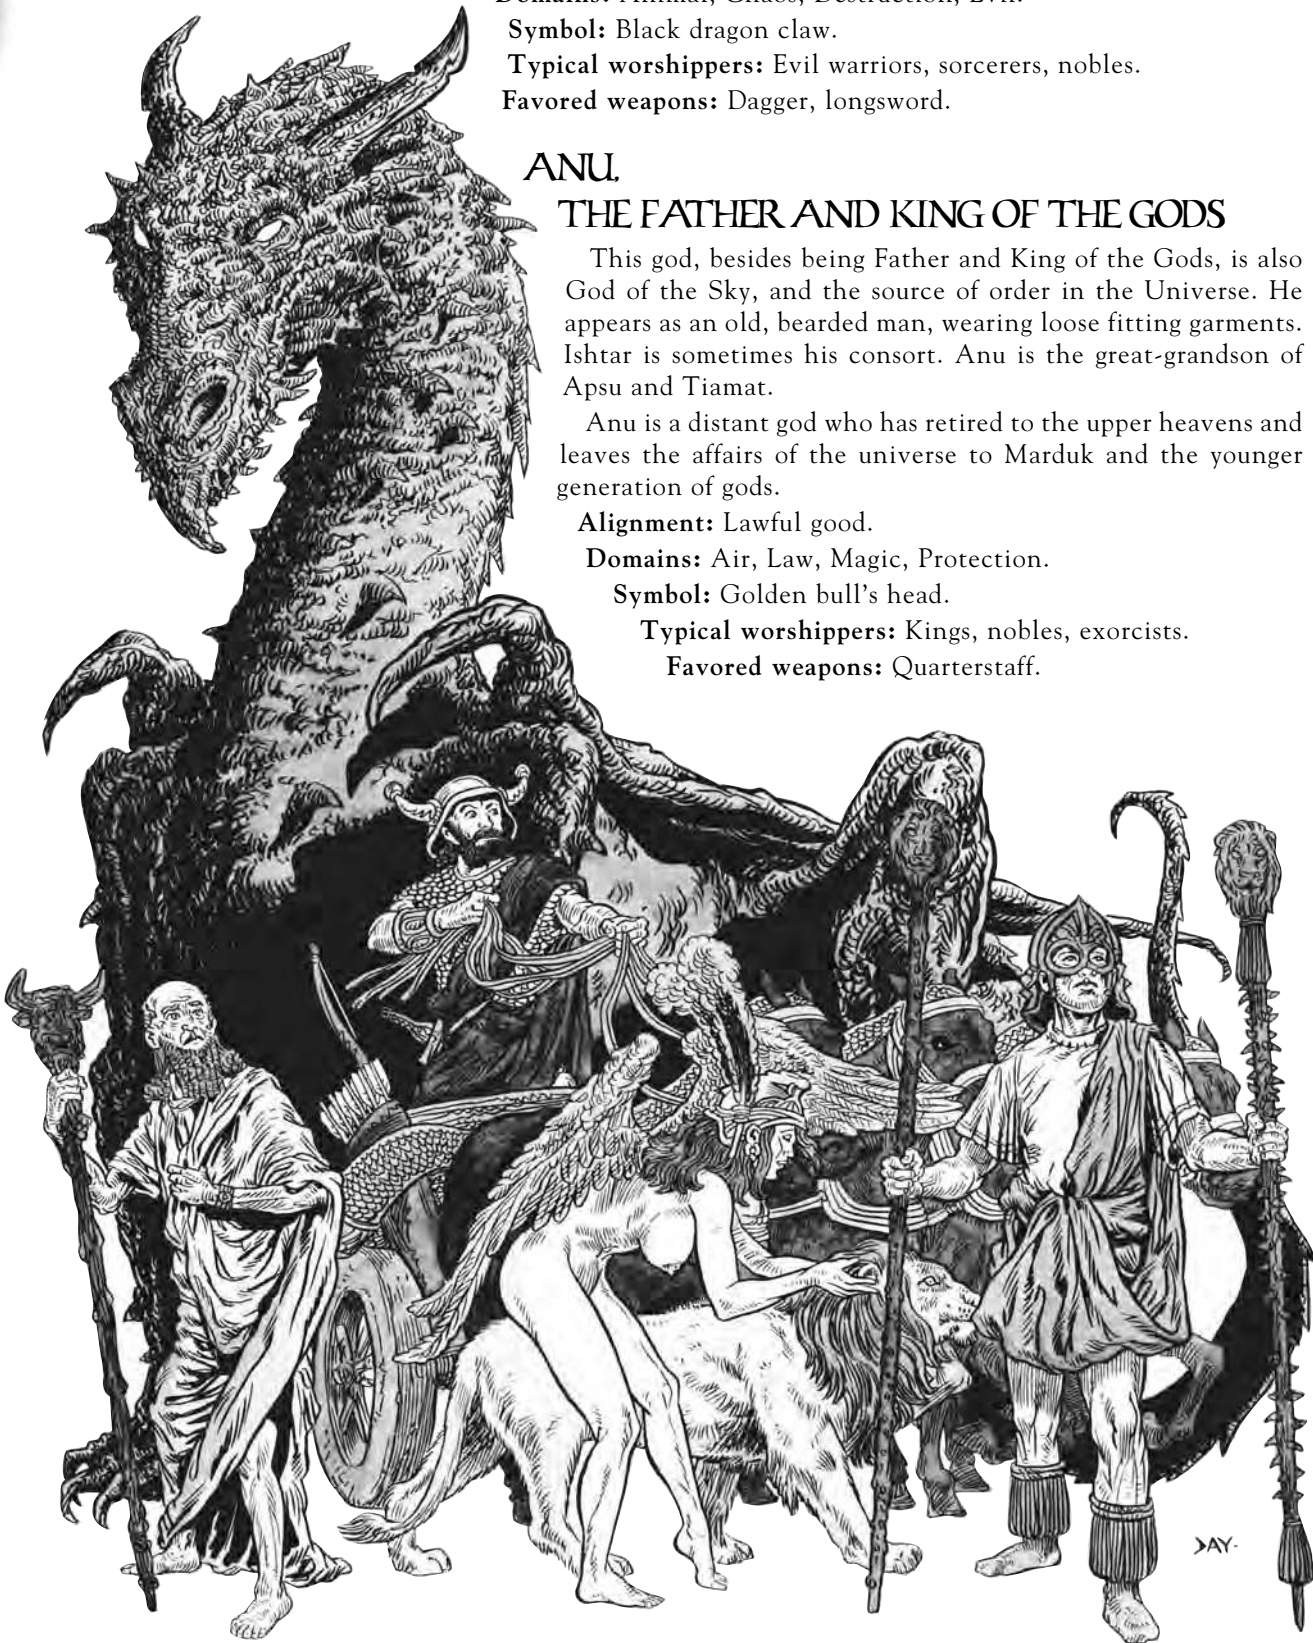 Domains: Animal, Chaos, Destruction, Evil.
Symbol: Black dragon claw.
Typical worshippers: Evil warriors, sorcerers, nobles.
Favored weapons: Dagger, longsword.
ANU,
THE FATHER AND KING OF THE GODS
This god, besides being Father and King of the Gods, is also
God of the Sky, and the source of order in the Universe. He
appears as an old, bearded man, wearing loose fitting garments.
Ishtar is sometimes his consort. Anu is the great-grandson of
Apsu and Tiamat.
Anu is a distant god who has retired to the upper heavens and
leaves the affairs of the universe to Marduk and the younger
generation of gods.
Alignment: Lawful good.
Domains: Air, Law, Magic, Protection.
Symbol: Golden bull's head.
Typical worshippers: Kings, nobles, exorcists.
Favored weapons: Quarterstaff.
DAY-